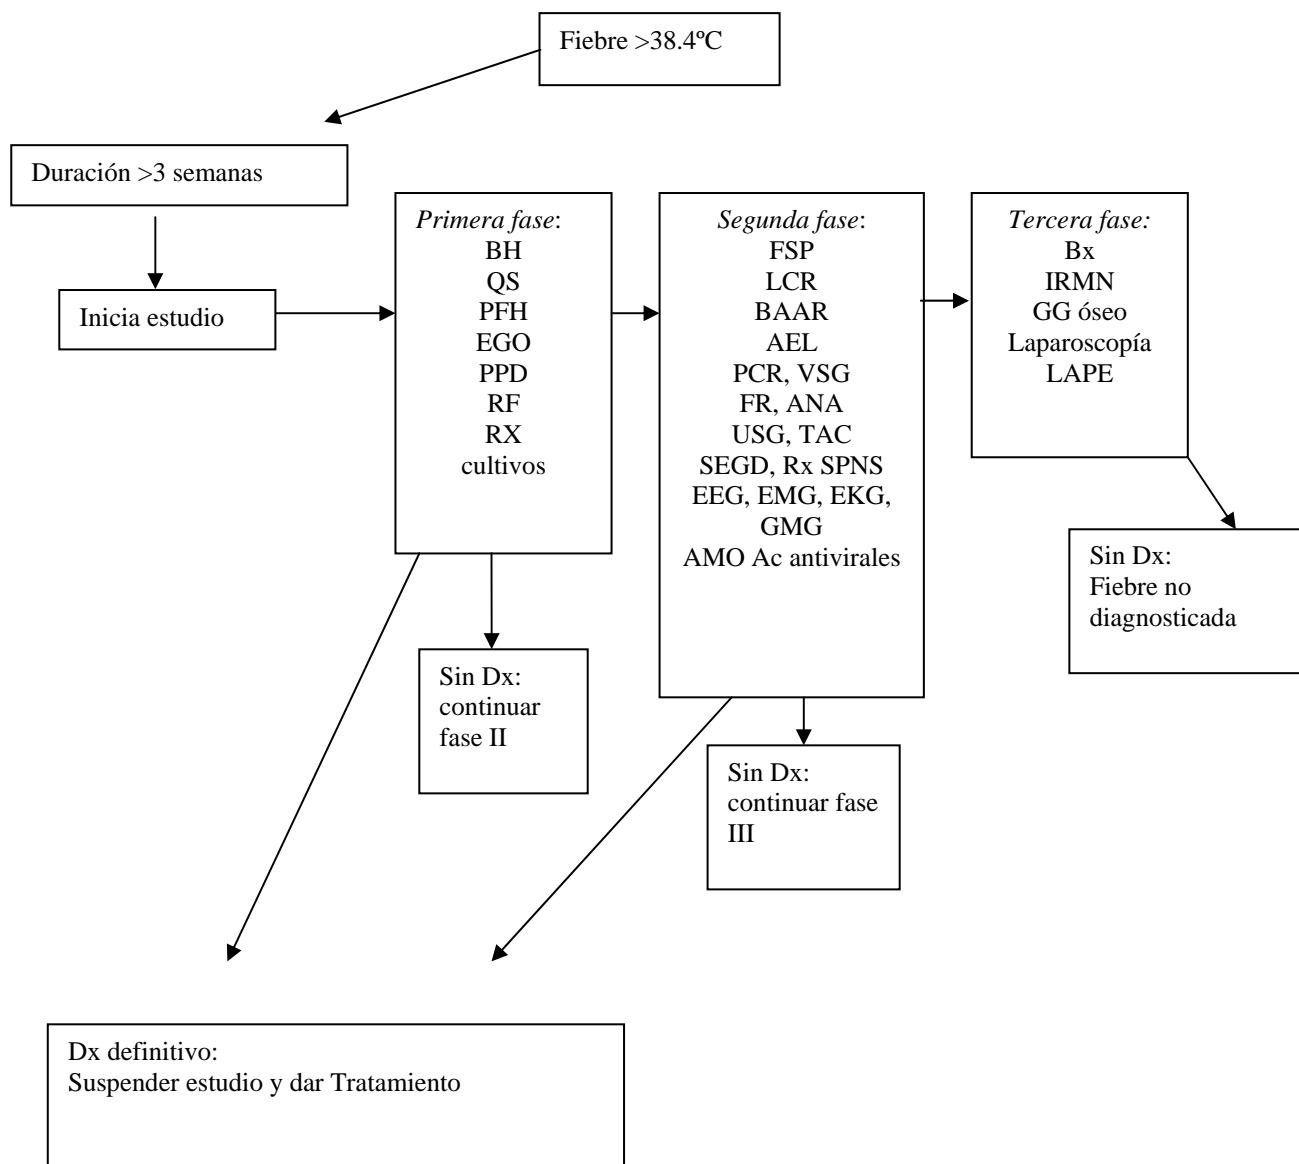 Fiebre >38.4ºC
Duración >3 semanas
Inicia estudio
Primera fase:
BH
QS
PFH
EGO
PPD
RF
RX
cultivos
Segunda fase:
FSP
LCR
BAAR
AEL
PCR, VSG
FR, ANA
USG, TAC
SEGD, Rx SPNS
EEG, EMG, EKG,
GMG
AMO Ac antivirales
Tercera fase:
Bx
IRMN
GG óseo
Laparoscopía
LAPE
Sin Dx:
Fiebre no
diagnosticada
Sin Dx:
continuar
fase II
Sin Dx:
continuar fase
III
Dx definitivo:
Suspender estudio y dar Tratamiento